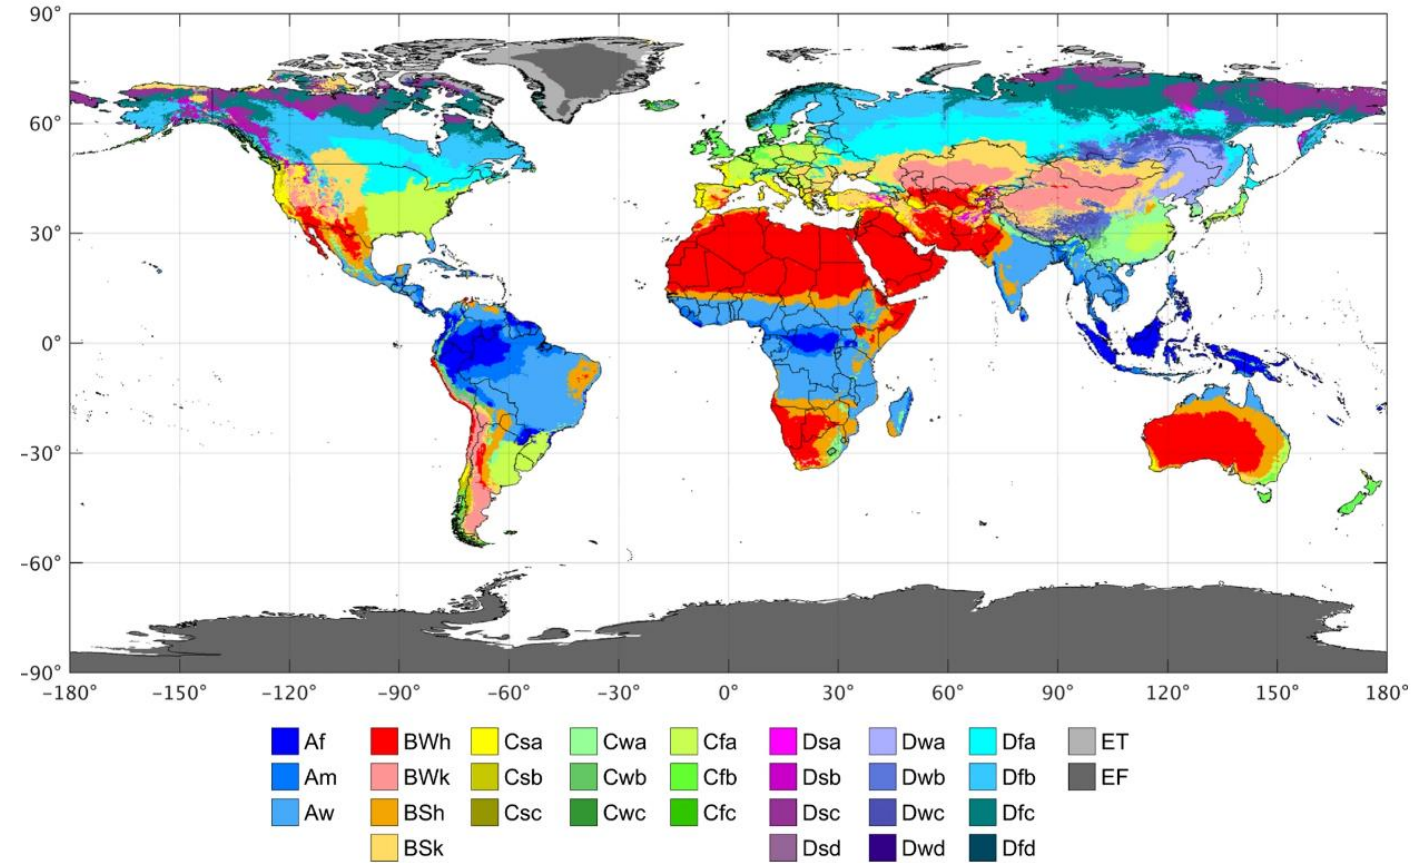 90°
60°
30°
0°
-30°
-60°
-90°
-180° -150° -120° -90° -60° -30° 0° 30° 60° 90° 120° 150° 180°
Af BWh Csa Cwa Cfa Dsa Dwa Dfa ET
Am BWk Csb Cwb Cfb Dsb Dwb Dfb EF
Aw BSh Csc Cwc Cfc Dsc Dwc Dfc
BSk Dsd Dwd Dfd